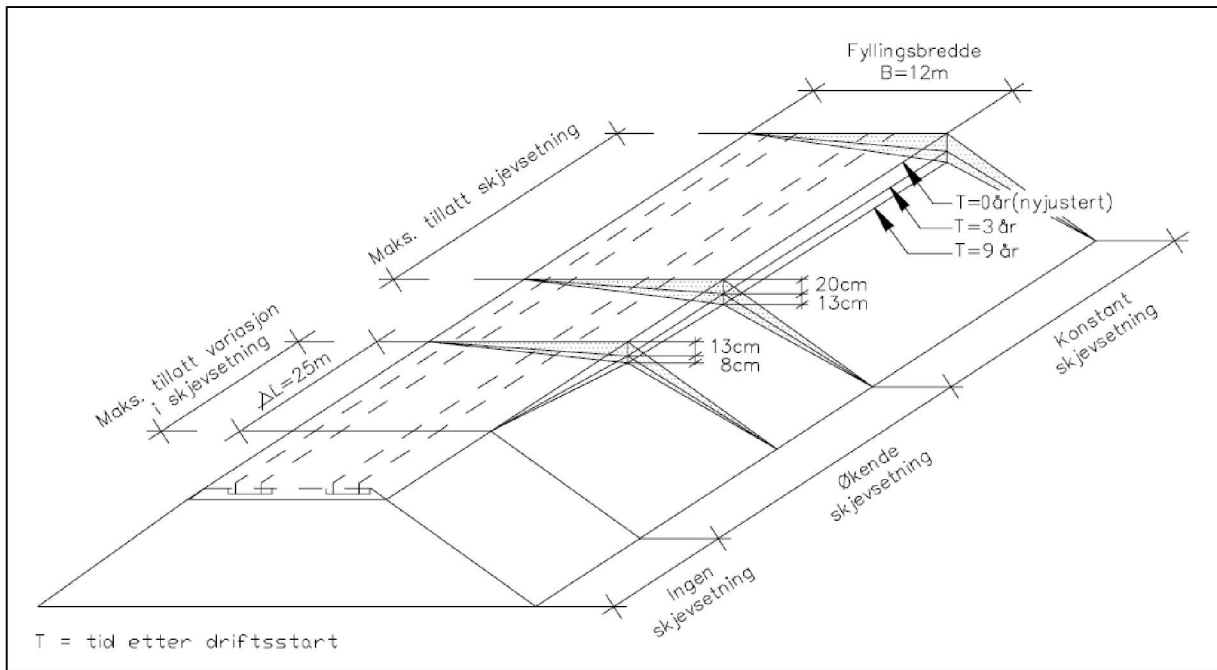 Fyllingsbredde
B=12m
Maks. tillatt skjevsetning
T=0år(nyjustert)
T=3 år
T=9 år
20cm
13cm
Konstant
skjevsetning
Maks. tillatt variasjon
i skjevsetning
△L=25m
13cm
8cm
Økende
skjevsetning
Ingen
skjevsetning
T = tid etter driftsstart